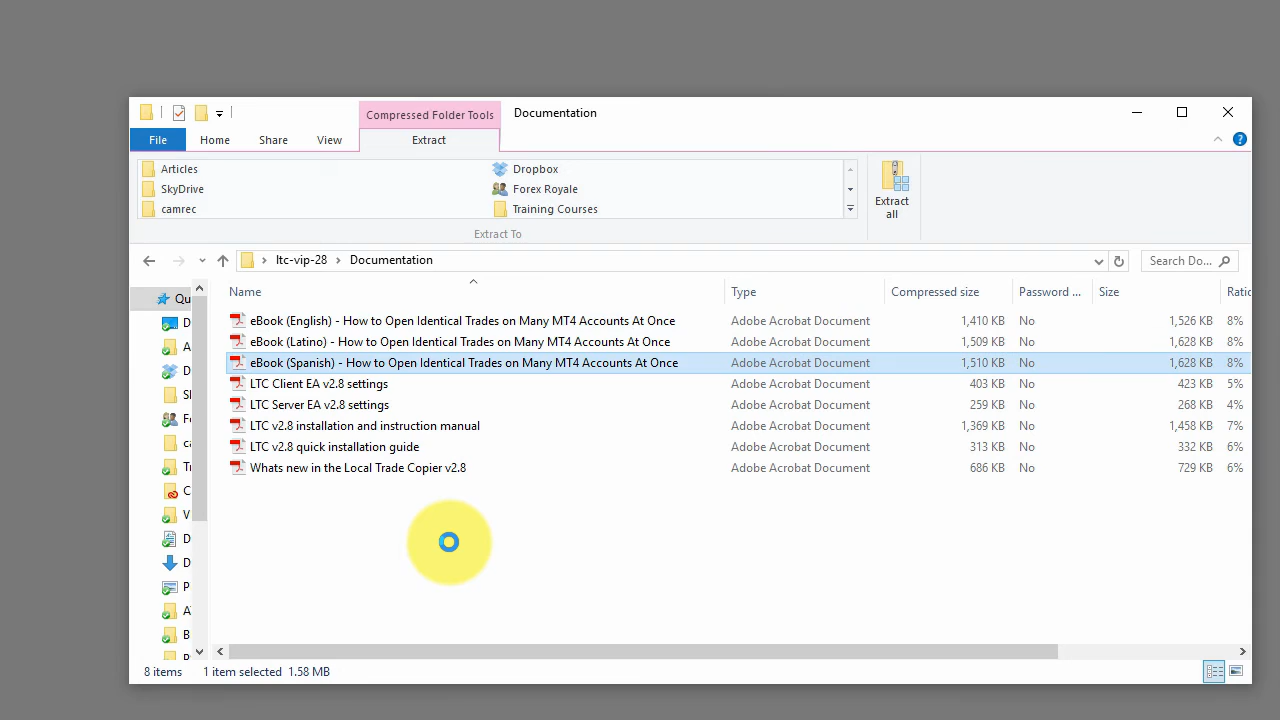 Compressed Folder Tools
Documentation
File
Home
Share
View
Extract
Articles
Dropbox
SkyDrive
Forex Royale
camrec
Training Courses
Extract To
Extract all
ltc-vip-28 > Documentation
Search Do...
Name
Type
Compressed size
Password ...
Size
Ratic
eBook (English) - How to Open Identical Trades on Many MT4 Accounts At Once Adobe Acrobat Document 1,410 KB No 1,526 KB 8%
eBook (Latino) - How to Open Identical Trades on Many MT4 Accounts At Once Adobe Acrobat Document 1,509 KB No 1,628 KB 8%
eBook (Spanish) - How to Open Identical Trades on Many MT4 Accounts At Once Adobe Acrobat Document 1,510 KB No 1,628 KB 8%
LTC Client EA v2.8 settings Adobe Acrobat Document 403 KB No 423 KB 5%
LTC Server EA v2.8 settings Adobe Acrobat Document 259 KB No 268 KB 4%
LTC v2.8 installation and instruction manual Adobe Acrobat Document 1,369 KB No 1,458 KB 7%
LTC v2.8 quick installation guide Adobe Acrobat Document 313 KB No 332 KB 6%
Whats new in the Local Trade Copier v2.8 Adobe Acrobat Document 686 KB No 729 KB 6%
Qu
D
A
D
Sk
Fo
ca
Tr
C
V
D
D
P
A
B
8 items
1 item selected 1.58 MB